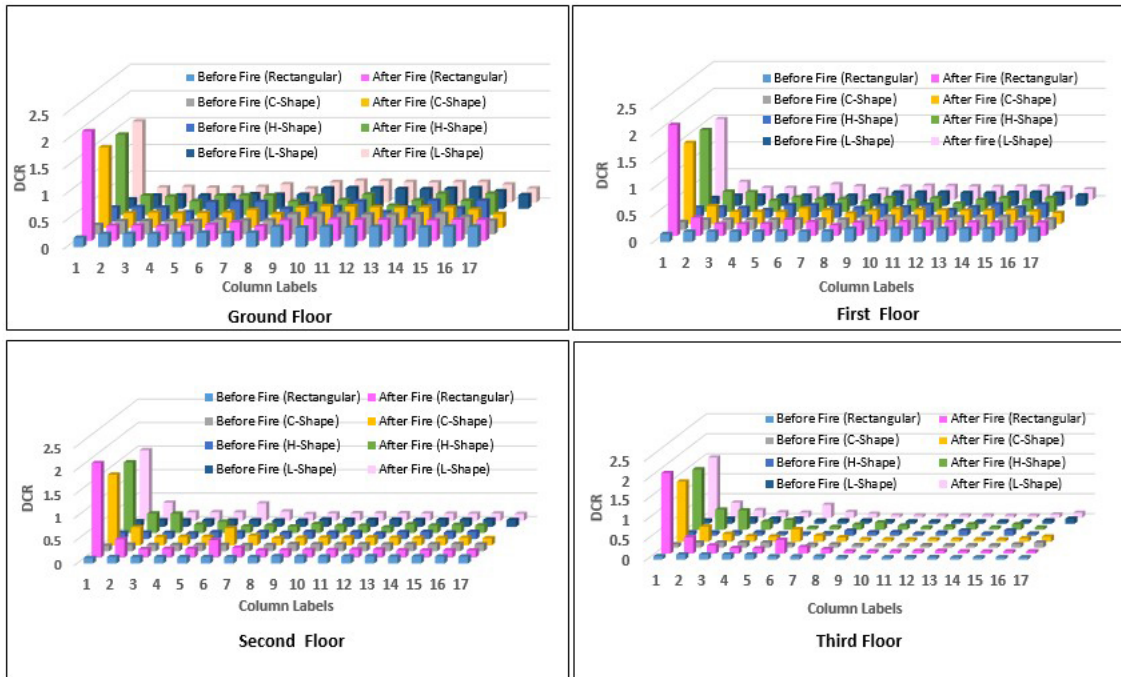 Before Fire (Rectangular) After Fire (Rectangular)
Before Fire (C-Shape) After Fire (C-Shape)
Before Fire (H-Shape) After Fire (H-Shape)
Before Fire (L-Shape) After Fire (L-Shape)
2.5
2
1.5
1
0.5
0
DCR
1 2 3 4 5 6 7 8 9 10 11 12 13 14 15 16 17
Column Labels
Ground Floor
Before Fire (Rectangular) After Fire (Rectangular)
Before Fire (C-Shape) After Fire (C-Shape)
Before Fire (H-Shape) After Fire (H-Shape)
Before Fire (L-Shape) After fire (L-Shape)
2.5
2
1.5
1
0.5
0
DCR
1 2 3 4 5 6 7 8 9 10 11 12 13 14 15 16 17
Column Labels
First Floor
Before Fire (Rectangular) After Fire (Rectangular)
Before Fire (C-Shape) After Fire (C-Shape)
Before Fire (H-Shape) After Fire (H-Shape)
Before Fire (L-Shape) After Fire (L-Shape)
2.5
2
1.5
1
0.5
0
DCR
1 2 3 4 5 6 7 8 9 10 11 12 13 14 15 16 17
Column Labels
Second Floor
Before Fire (Rectangular) After Fire (Rectangular)
Before Fire (C-Shape) After Fire (C-Shape)
Before Fire (H-Shape) After Fire (H-Shape)
Before Fire (L-Shape) After Fire (L-Shape)
2.5
2
1.5
1
0.5
0
DCR
1 2 3 4 5 6 7 8 9 10 11 12 13 14 15 16 17
Column Labels
Third Floor